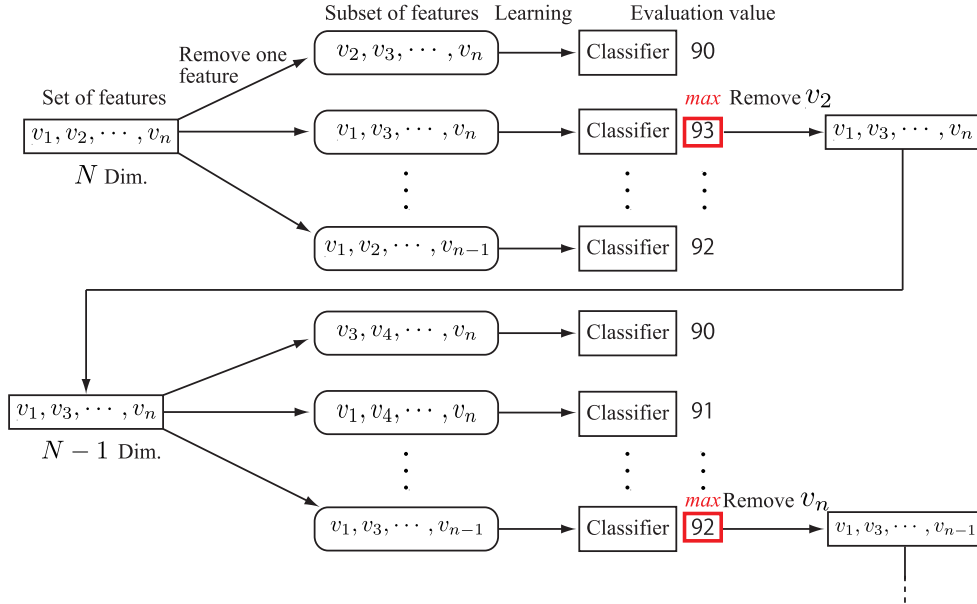 Subset of features Learning Evaluation value
Remove one
feature
v₂, v₃, ⋯ , vₙ Classifier 90
Set of features
max Remove v₂
v₁, v₂, ⋯ , vₙ v₁, v₃, ⋯ , vₙ Classifier 93 v₁, v₃, ⋯ , vₙ
N Dim.
v₁, v₂, ⋯ , vₙ₋₁ Classifier 92
v₃, v₄, ⋯ , vₙ Classifier 90
v₁, v₃, ⋯ , vₙ v₁, v₄, ⋯ , vₙ Classifier 91
N − 1 Dim.
max Remove vₙ
v₁, v₃, ⋯ , vₙ₋₁ Classifier 92 v₁, v₃, ⋯ , vₙ₋₁